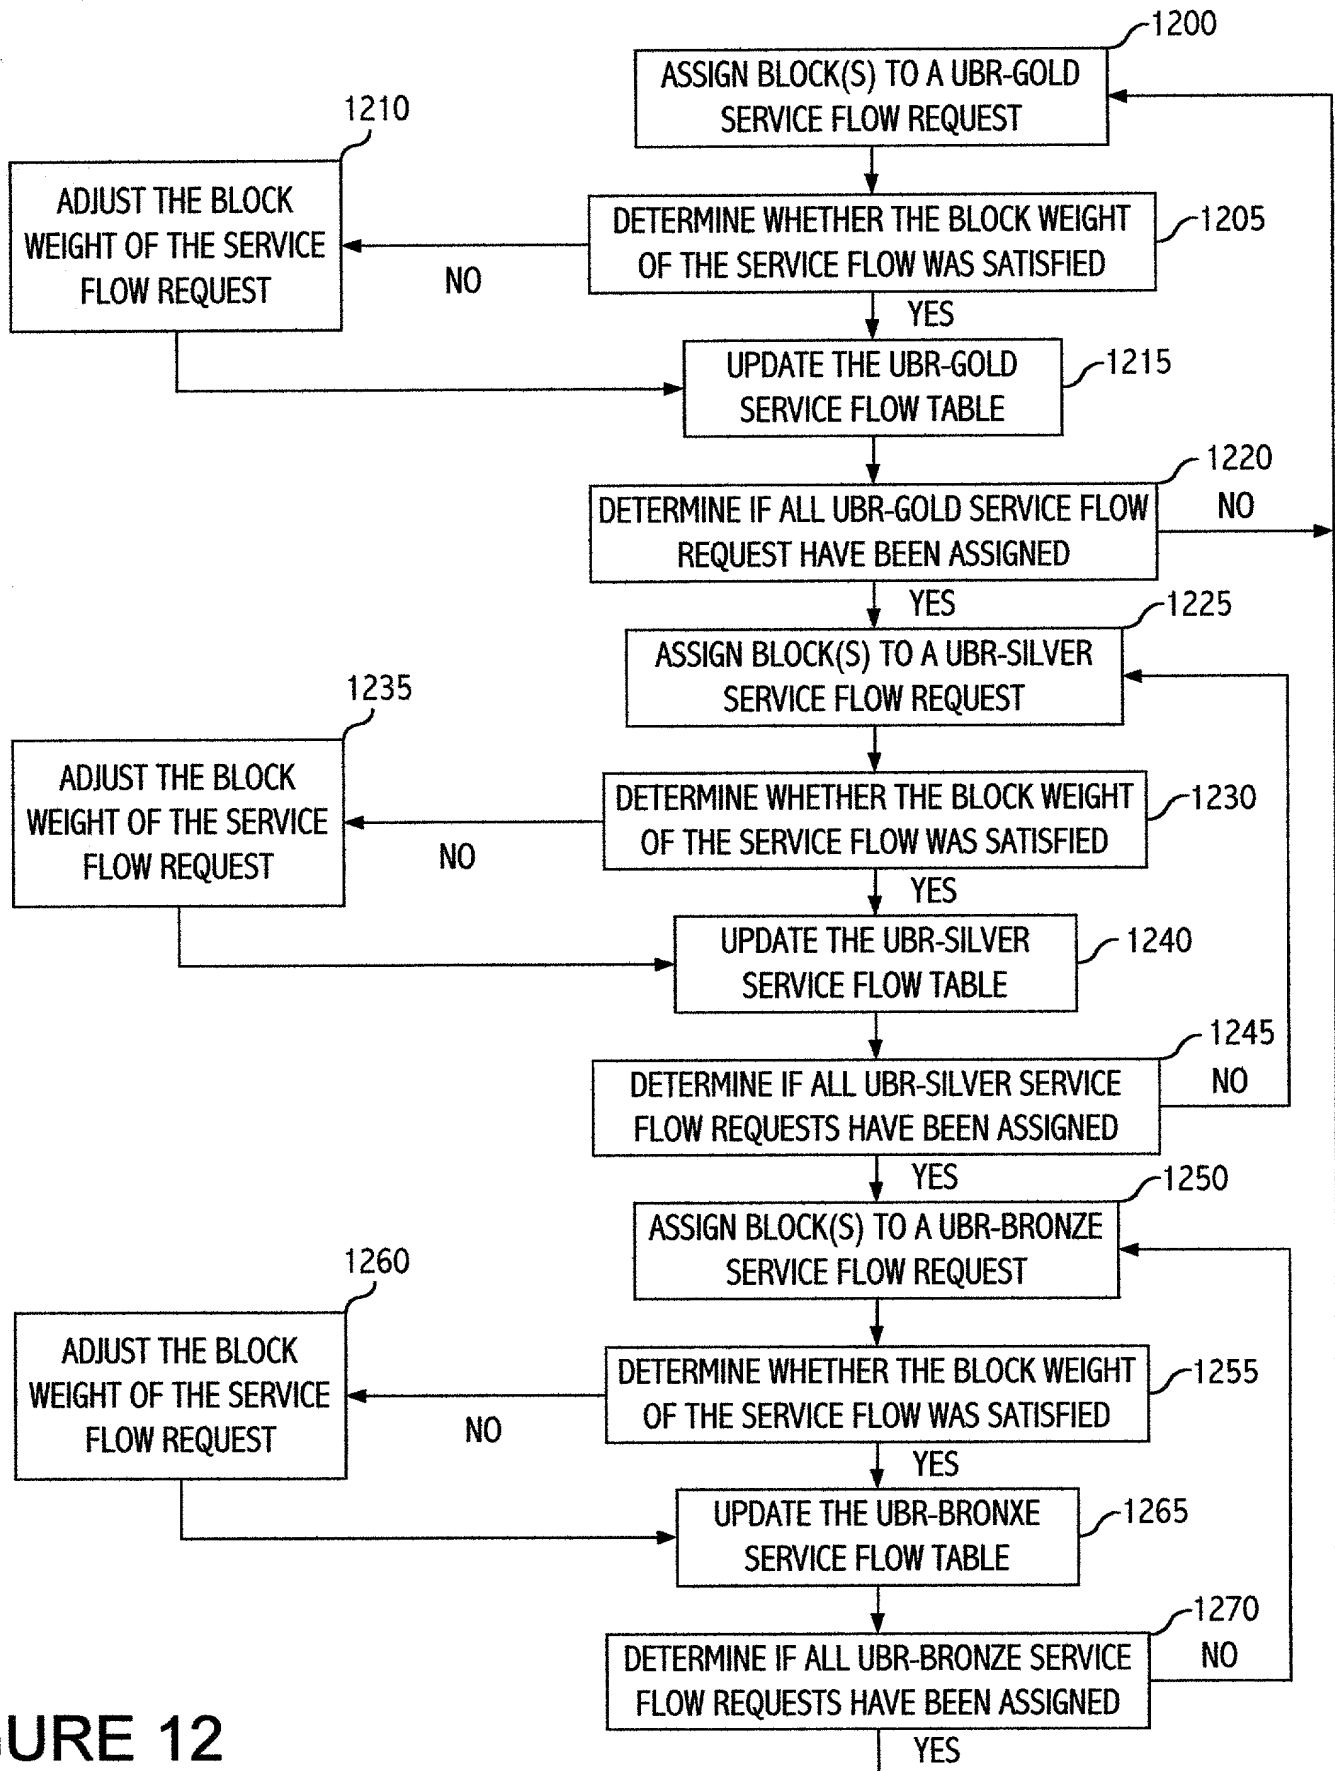 1200
ASSIGN BLOCK(S) TO A UBR-GOLD
SERVICE FLOW REQUEST
1210
ADJUST THE BLOCK
WEIGHT OF THE SERVICE
FLOW REQUEST
NO
DETERMINE WHETHER THE BLOCK WEIGHT
OF THE SERVICE FLOW WAS SATISFIED
1205
YES
UPDATE THE UBR-GOLD
SERVICE FLOW TABLE
1215
1220
DETERMINE IF ALL UBR-GOLD SERVICE FLOW
REQUEST HAVE BEEN ASSIGNED
NO
YES
1225
ASSIGN BLOCK(S) TO A UBR-SILVER
SERVICE FLOW REQUEST
1235
ADJUST THE BLOCK
WEIGHT OF THE SERVICE
FLOW REQUEST
NO
DETERMINE WHETHER THE BLOCK WEIGHT
OF THE SERVICE FLOW WAS SATISFIED
1230
YES
UPDATE THE UBR-SILVER
SERVICE FLOW TABLE
1240
1245
DETERMINE IF ALL UBR-SILVER SERVICE
FLOW REQUESTS HAVE BEEN ASSIGNED
NO
YES
1250
ASSIGN BLOCK(S) TO A UBR-BRONZE
SERVICE FLOW REQUEST
1260
ADJUST THE BLOCK
WEIGHT OF THE SERVICE
FLOW REQUEST
NO
DETERMINE WHETHER THE BLOCK WEIGHT
OF THE SERVICE FLOW WAS SATISFIED
1255
YES
UPDATE THE UBR-BRONXE
SERVICE FLOW TABLE
1265
1270
DETERMINE IF ALL UBR-BRONZE SERVICE
FLOW REQUESTS HAVE BEEN ASSIGNED
NO
YES
GURE 12